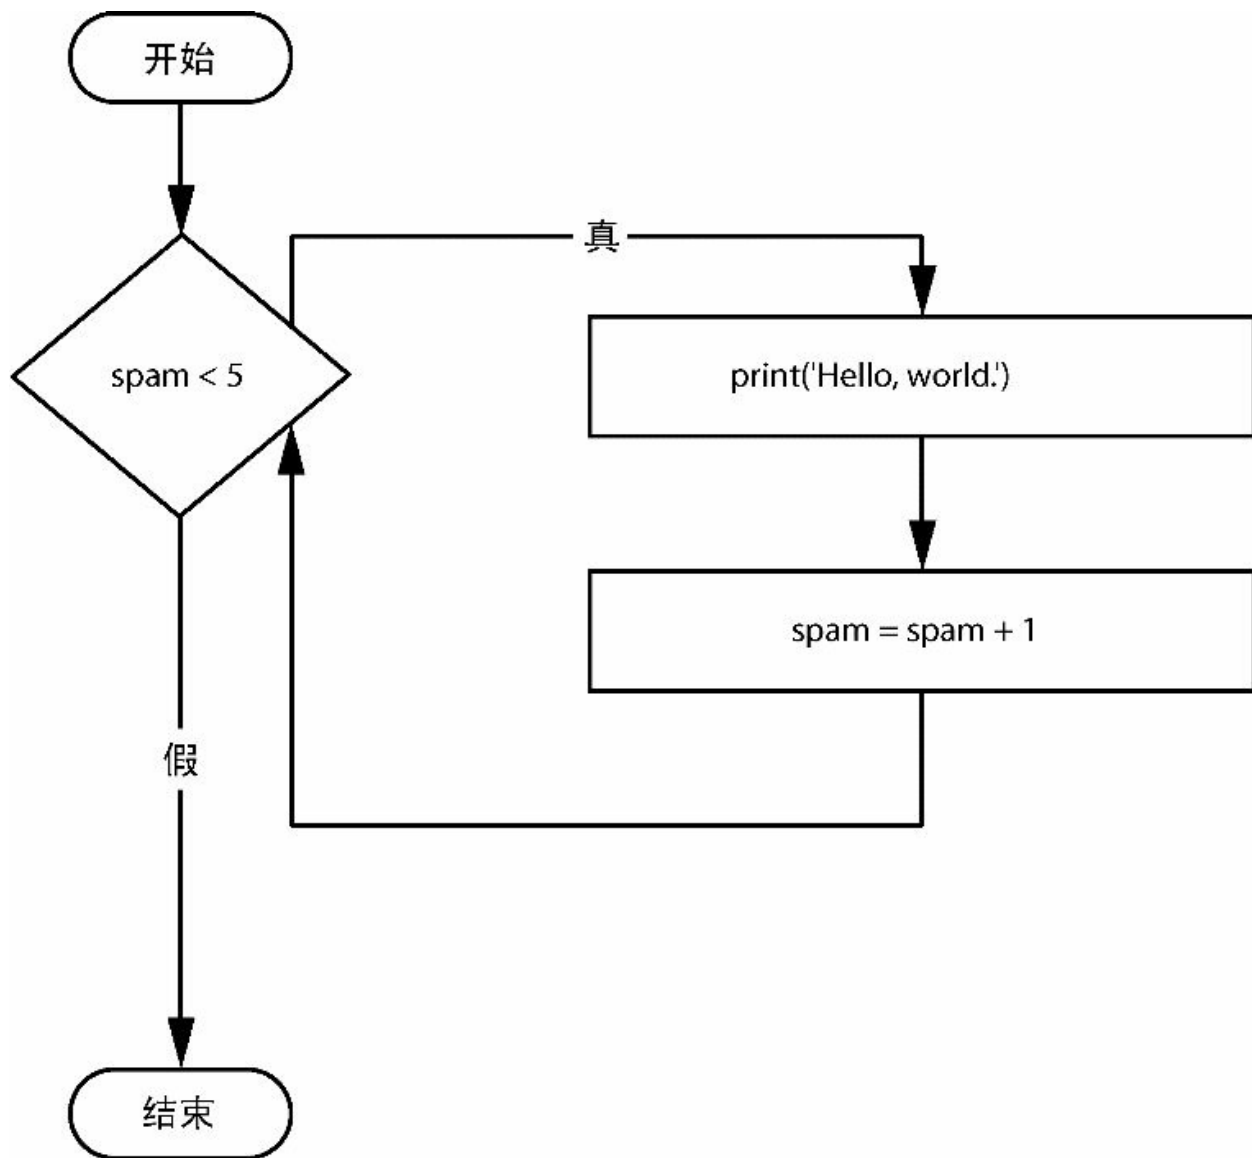 开始
真
spam < 5
print('Hello, world.')
spam = spam + 1
假
结束